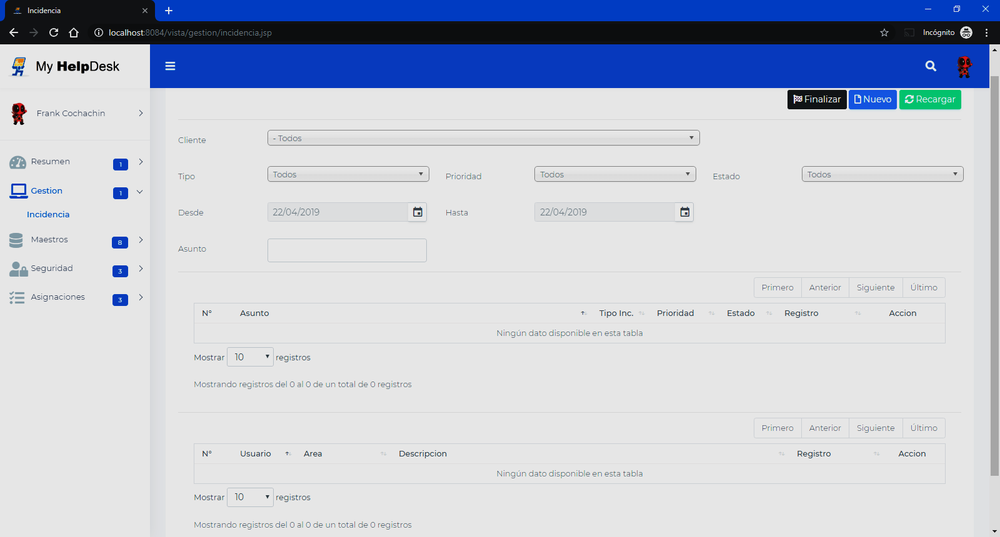 Incidencia
localhost:8084/vista/gestion/incidencia.jsp
Incógnito
My HelpDesk
Frank Cochachin
Resumen 1
Gestion 1
Incidencia
Maestros 8
Seguridad 3
Asignaciones 3
Finalizar Nuevo Recargar
Cliente - Todos
Tipo Todos Prioridad Todos Estado Todos
Desde 22/04/2019 Hasta 22/04/2019
Asunto
Primero Anterior Siguiente Último
N° Asunto Tipo Inc. Prioridad Estado Registro Accion
Ningún dato disponible en esta tabla
Mostrar 10 registros
Mostrando registros del 0 al 0 de un total de 0 registros
Primero Anterior Siguiente Último
N° Usuario Area Descripcion Registro Accion
Ningún dato disponible en esta tabla
Mostrar 10 registros
Mostrando registros del 0 al 0 de un total de 0 registros